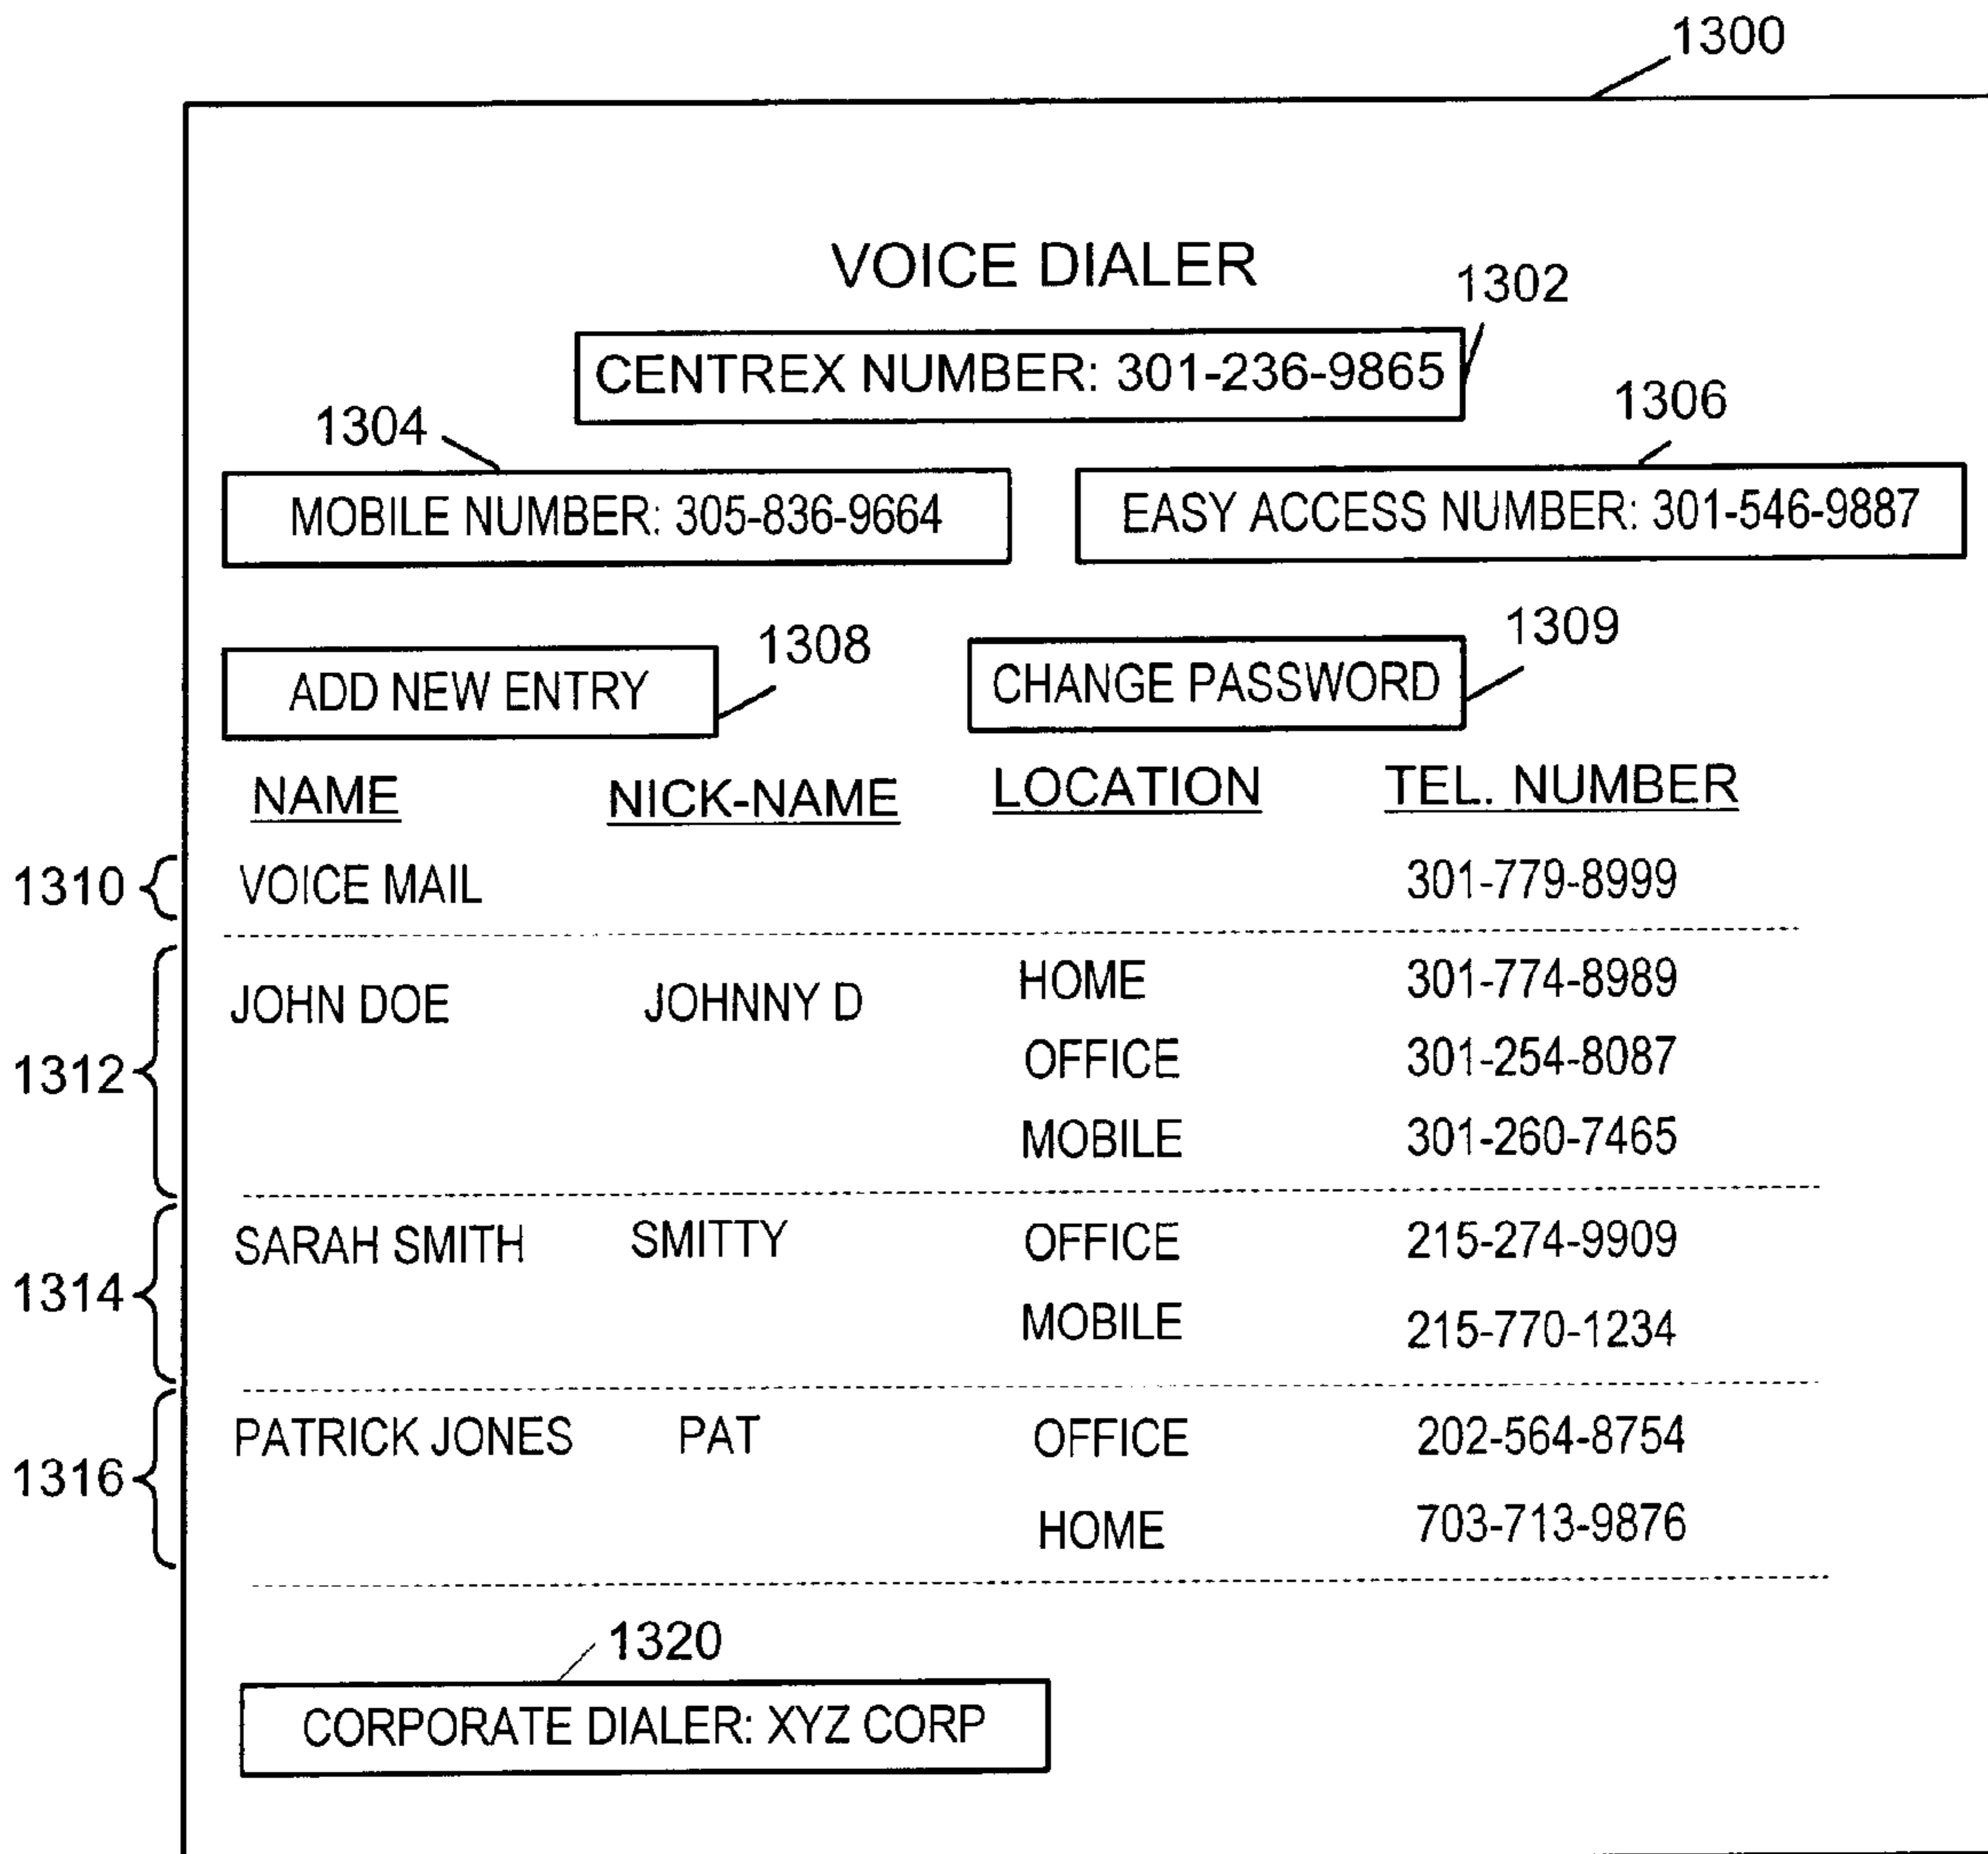 1300
VOICE DIALER
1302
CENTREX NUMBER: 301-236-9865
1304
1306
MOBILE NUMBER: 305-836-9664
EASY ACCESS NUMBER: 301-546-9887
1308
1309
ADD NEW ENTRY
CHANGE PASSWORD
NAME NICK-NAME LOCATION TEL. NUMBER
1310 VOICE MAIL 301-779-8999
JOHN DOE JOHNNY D HOME 301-774-8989
1312 OFFICE 301-254-8087
MOBILE 301-260-7465
SARAH SMITH SMITTY OFFICE 215-274-9909
1314 MOBILE 215-770-1234
PATRICK JONES PAT OFFICE 202-564-8754
1316 HOME 703-713-9876
1320
CORPORATE DIALER: XYZ CORP